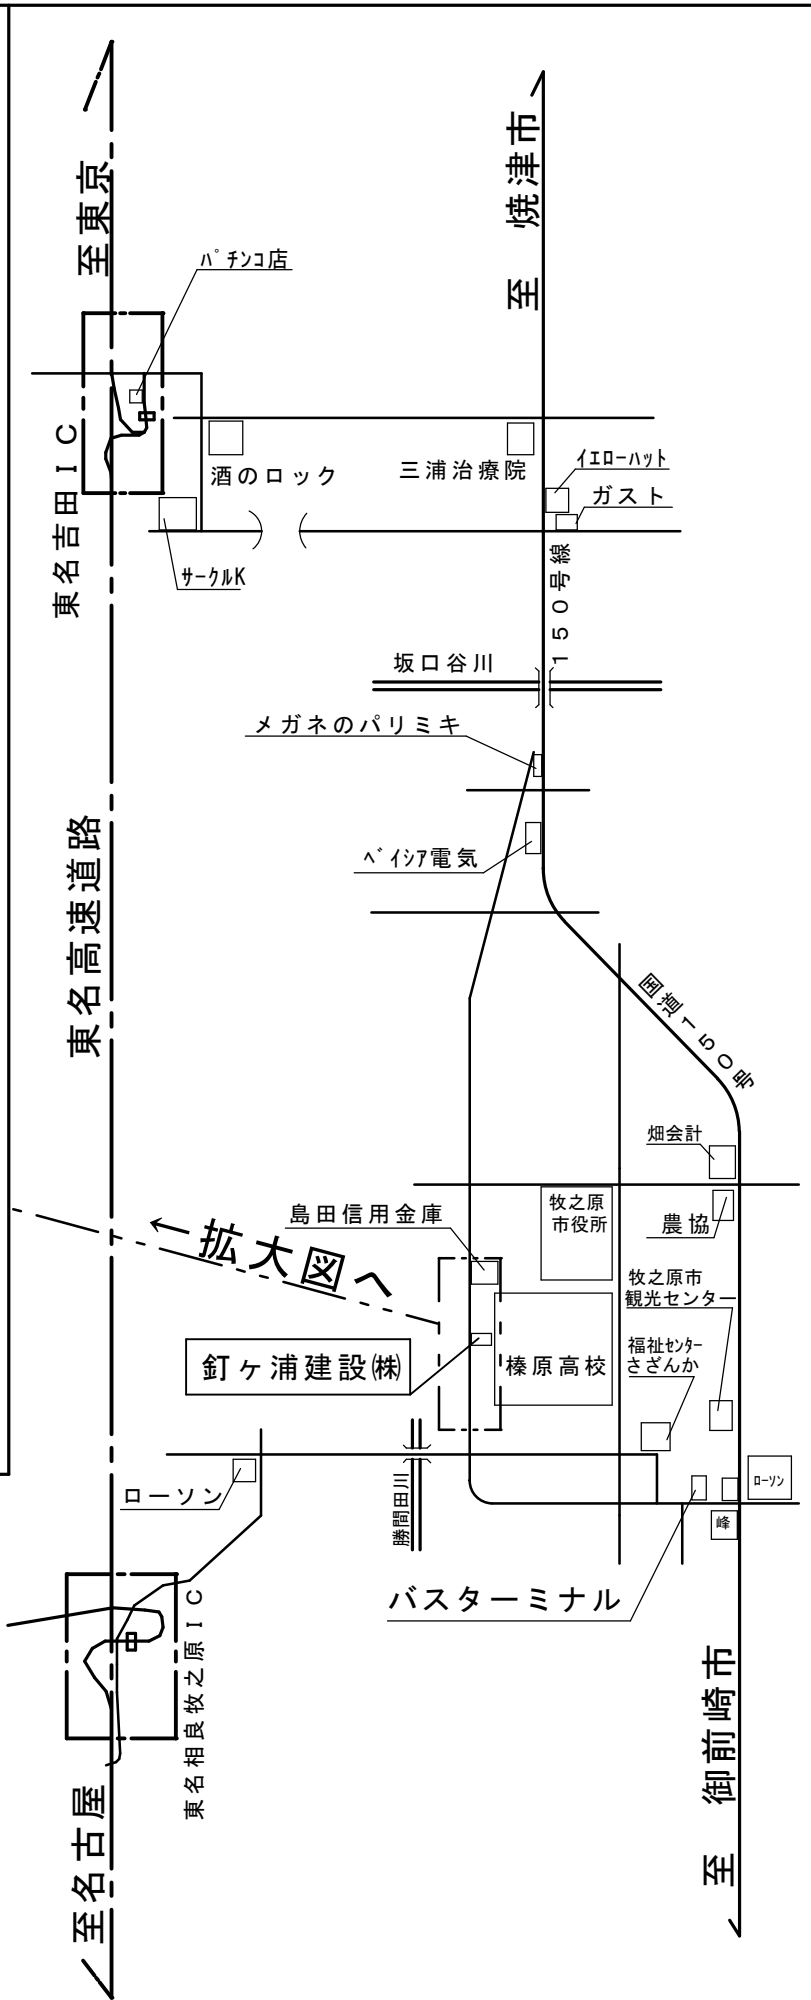 至東京
至　焼津市
パチンコ店
東名吉田IC
酒のロック
三浦治療院
イエローハット
ガスト
サークルK
150号線
坂口谷川
メガネのパリミキ
東名高速道路
ベイシア電気
国道150号
畑会計
島田信用金庫
牧之原
市役所
農協
←拡大図へ
牧之原市
観光センター
釘ヶ浦建設㈱
榛原高校
福祉センター
さざんか
ローソン
勝間田川
ローソン
峰
バスターミナル
東名相良牧之原IC
至　御前崎市
至名古屋